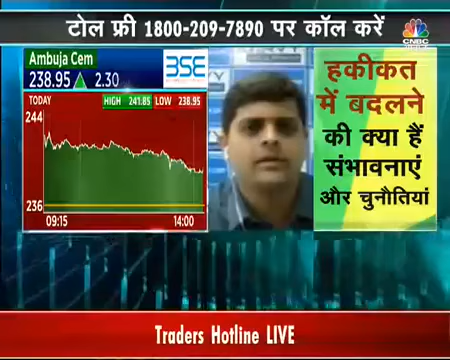 टोल फ्री 1800-209-7890 पर कॉल करें
CNBC
आवाज़
Ambuja Cem
238.95 ▲ 2.30
BSE
TODAY HIGH 241.85 LOW 238.95
244
236
09:15 14:00
हकीकत
में बदलने
की क्या हैं
संभावनाएं
और चुनौतियां
Traders Hotline LIVE